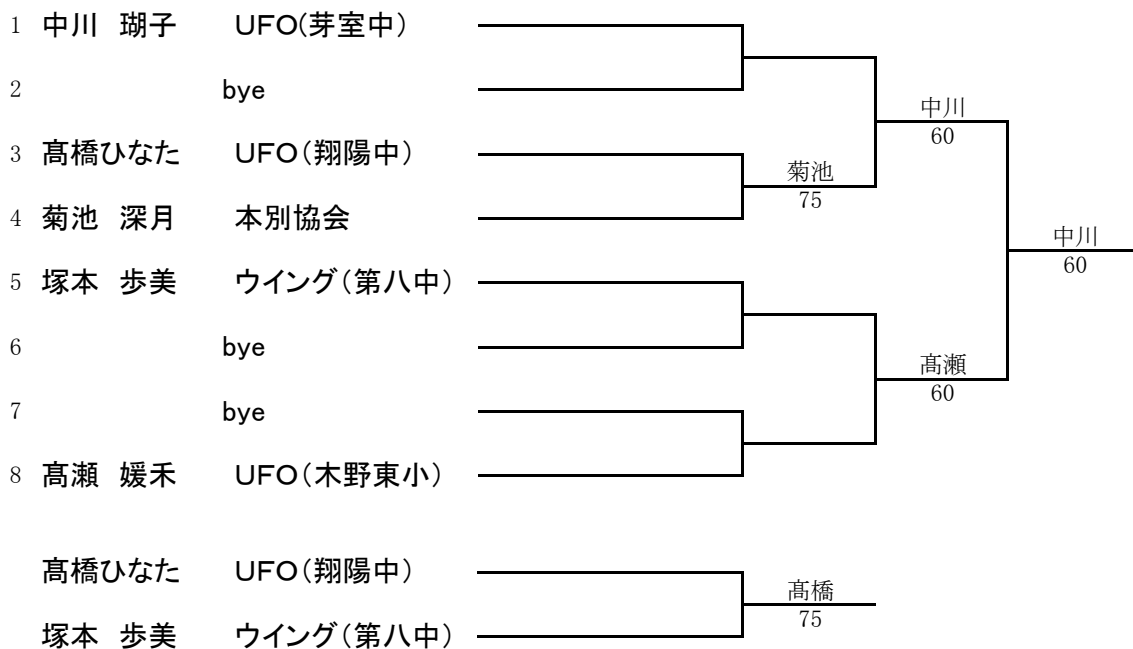 1 中川 瑚子 UFO(芽室中)
2 bye
中川
60
3 髙橋ひなた UFO(翔陽中)
菊池
75
4 菊池 深月 本別協会
中川
60
5 塚本 歩美 ウイング(第八中)
6 bye
髙瀬
60
7 bye
8 髙瀬 媛禾 UFO(木野東小)
髙橋ひなた UFO(翔陽中)
髙橋
75
塚本 歩美 ウイング(第八中)